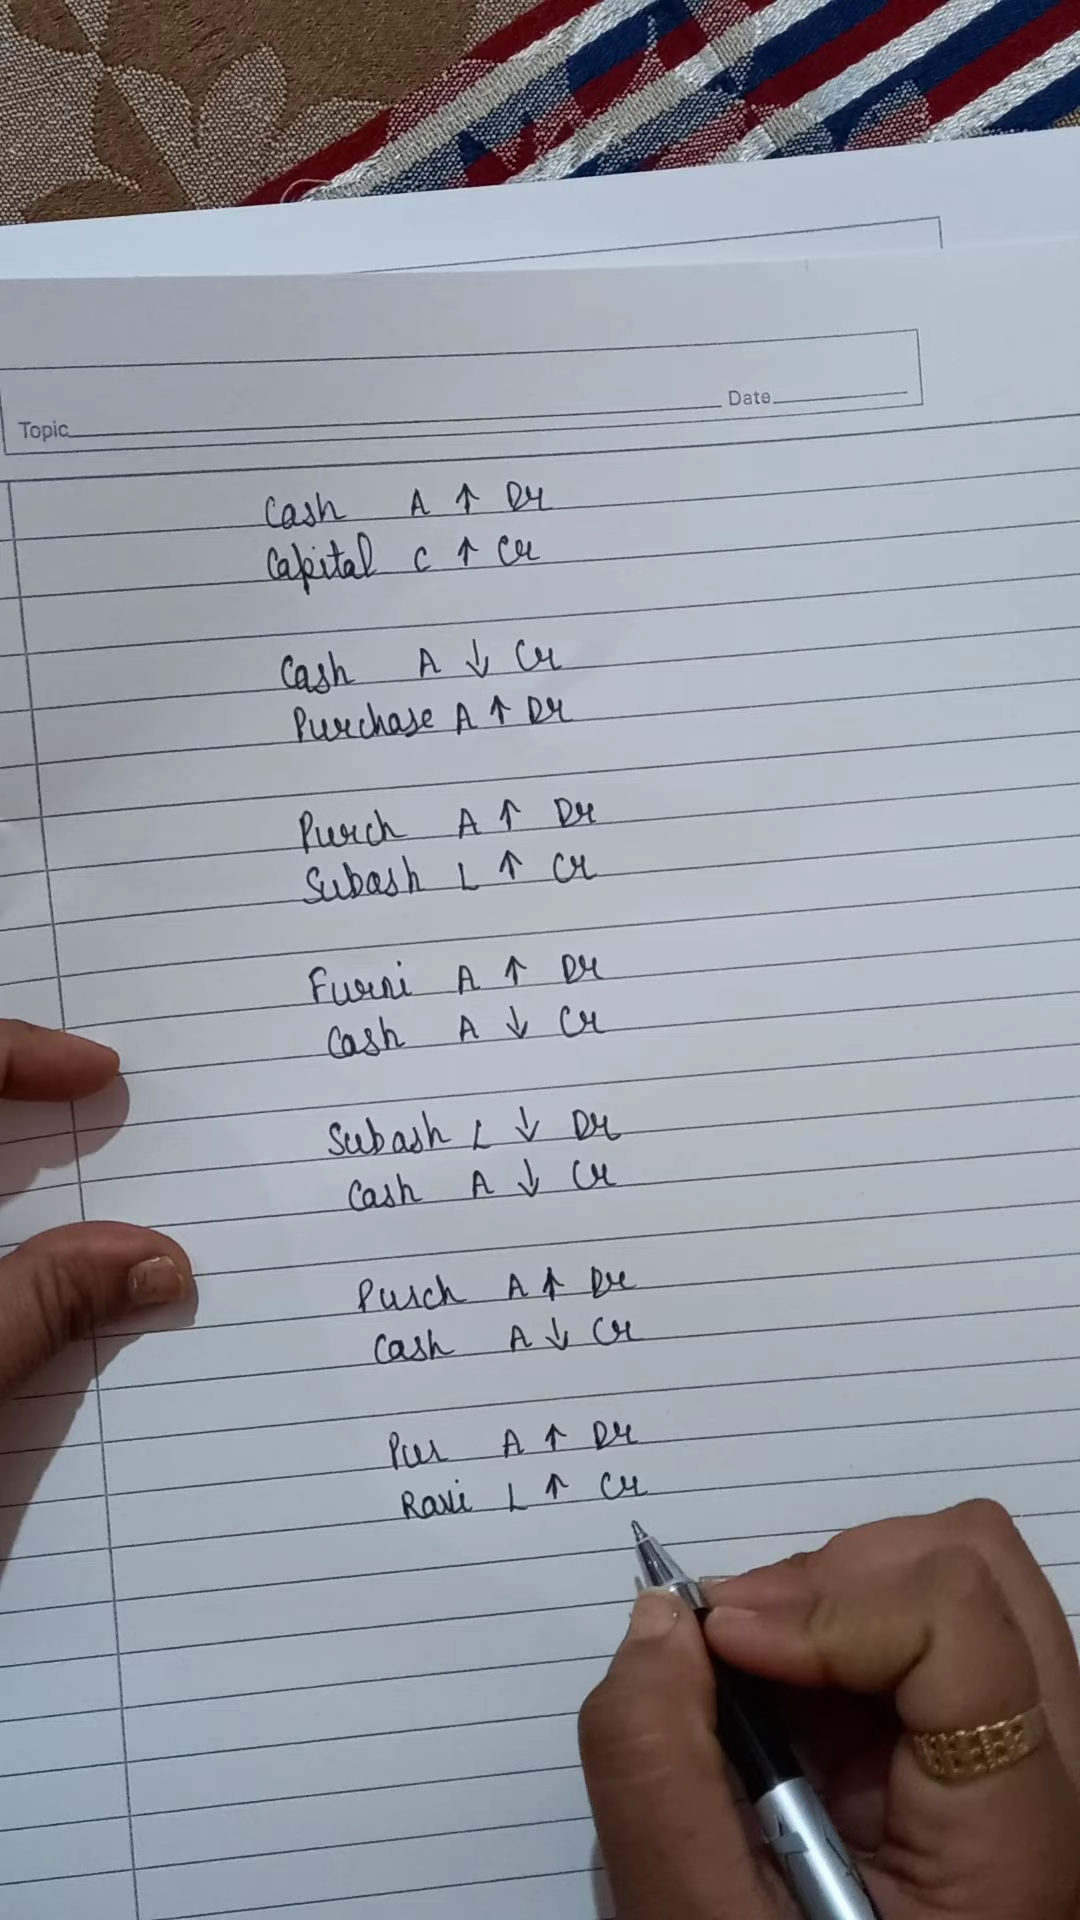 Topic Date
Cash A ↑ Dr
Capital C ↑ Cr
Cash A ↓ Cr
Purchase A ↑ Dr
Purch A ↑ Dr
Subash L ↑ Cr
Furni A ↑ Dr
Cash A ↓ Cr
Subash L ↓ Dr
Cash A ↓ Cr
Purch A ↑ Dr
Cash A ↓ Cr
Pur A ↑ Dr
Ravi L ↑ Cr